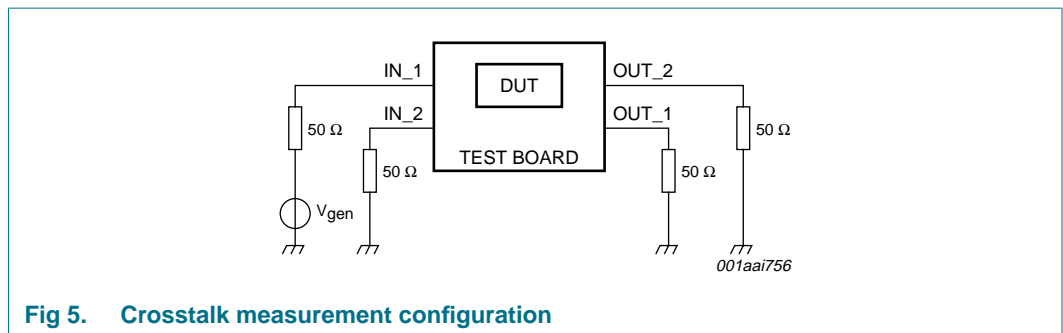 IN_1
OUT_2
DUT
IN_2
OUT_1
50 Ω
50 Ω
TEST BOARD
50 Ω
50 Ω
Vgen
001aai756
Fig 5. Crosstalk measurement configuration